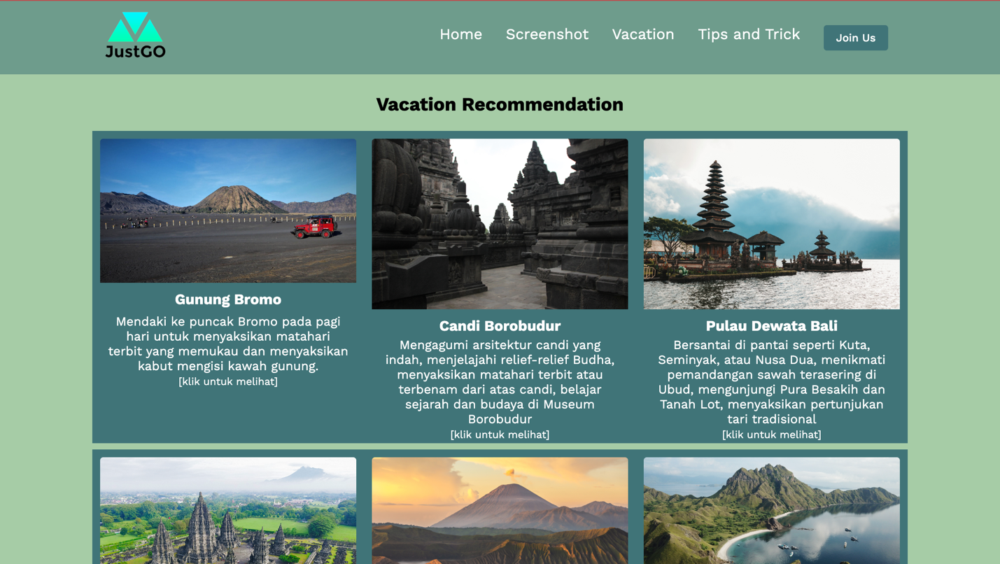 JustGO
Home
Screenshot
Vacation
Tips and Trick
Join Us
Vacation Recommendation
Gunung Bromo
Mendaki ke puncak Bromo pada pagi
hari untuk menyaksikan matahari
terbit yang memukau dan menyaksikan
kabut mengisi kawah gunung.
[klik untuk melihat]
Candi Borobudur
Mengagumi arsitektur candi yang
indah, menjelajahi relief-relief Budha,
menyaksikan matahari terbit atau
terbenam dari atas candi, belajar
sejarah dan budaya di Museum
Borobudur
[klik untuk melihat]
Pulau Dewata Bali
Bersantai di pantai seperti Kuta,
Seminyak, atau Nusa Dua, menikmati
pemandangan sawah terasering di
Ubud, mengunjungi Pura Besakih dan
Tanah Lot, menyaksikan pertunjukan
tari tradisional
[klik untuk melihat]